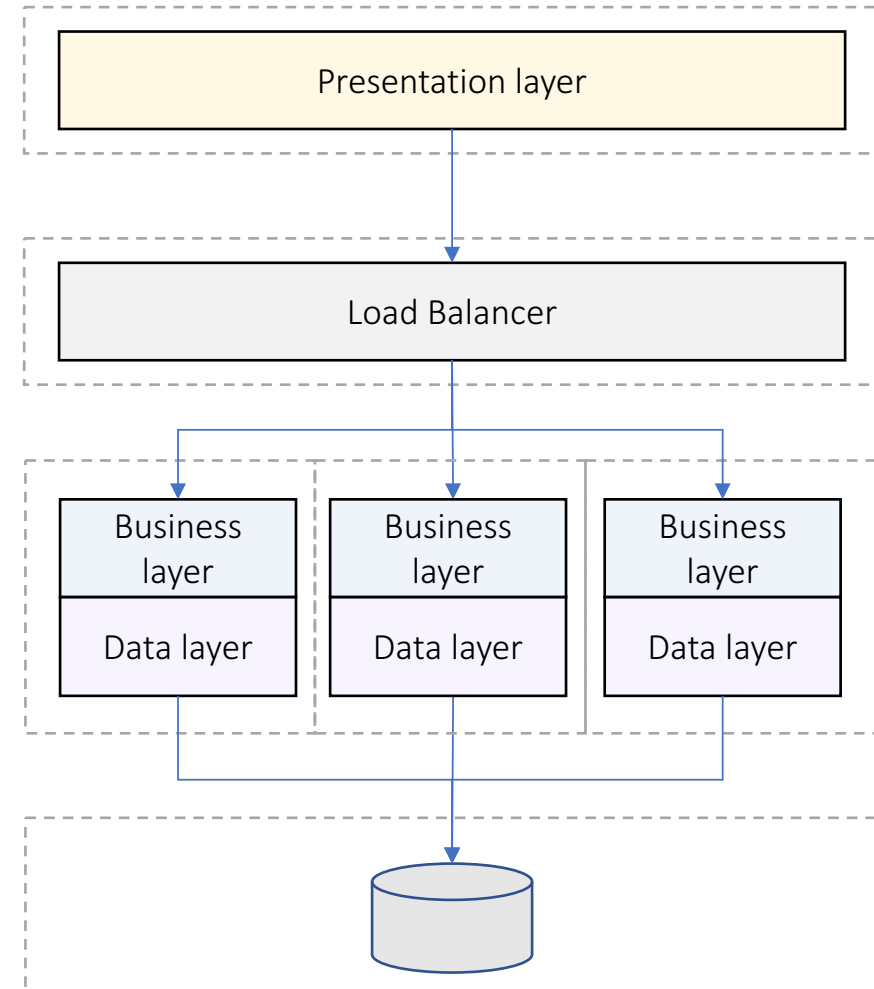 Presentation layer
Load Balancer
Business
layer
Data layer
Business
layer
Data layer
Business
layer
Data layer